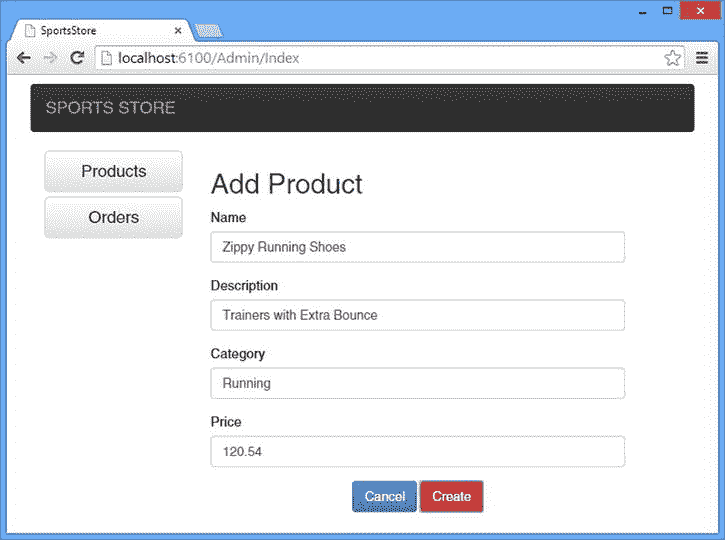 SportsStore
localhost:6100/Admin/Index
SPORTS STORE
Products
Orders
Add Product
Name
Zippy Running Shoes
Description
Trainers with Extra Bounce
Category
Running
Price
120.54
Cancel Create